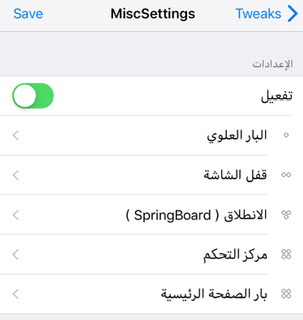 Save MiscSettings Tweaks
الإعدادات
تفعيل
البار العلوي
قفل الشاشة
الانطلاق ( SpringBoard )
مركز التحكم
بار الصفحة الرئيسية